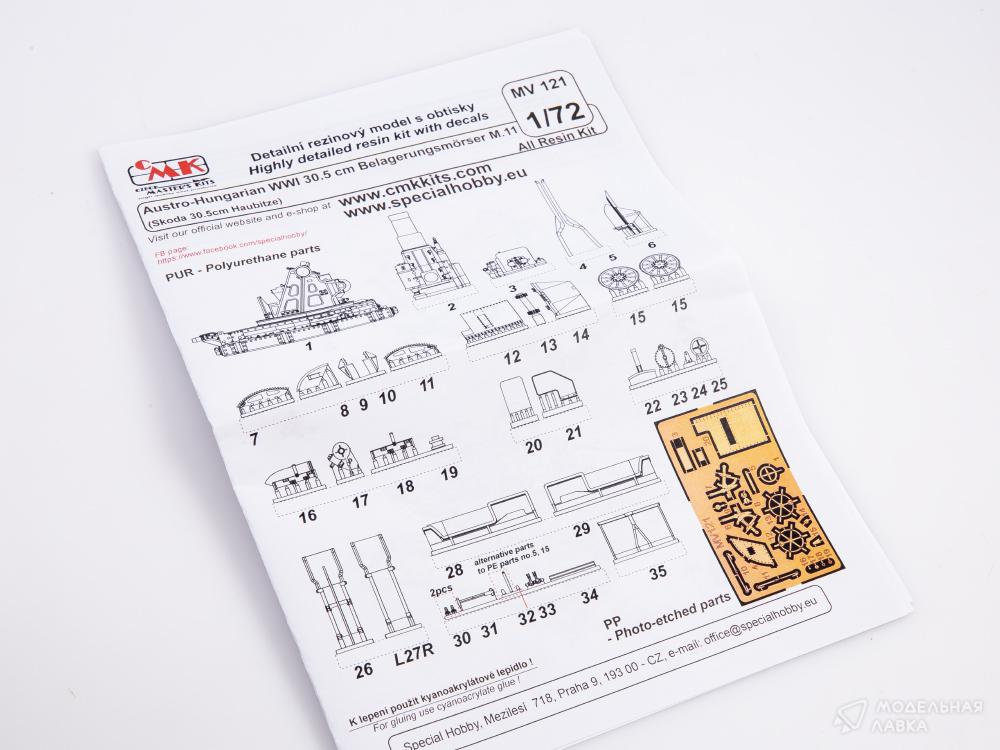 MV 121
1/72
CMK
CZECH MASTER'S KITS
Detailní rezinový model s obtisky
Highly detailed resin kit with decals
All Resin Kit
Austro-Hungarian WWI 30.5 cm Belagerungsmörser M.11
(Skoda 30.5cm Haubitze)
Visit our official website and e-shop at
www.cmkkits.com
www.specialhobby.eu
FB page:
https://www.facebook.com/specialhobby/
PUR - Polyurethane parts
1
2
3
4
5
6
7
8 9 10
11
12
13
14
15
15
16
17
18
19
20
21
22 23 24 25
26
L27R
28
29
alternative parts
to PE parts no.5, 15
2pcs
30
31
32 33
34
35
MV121
PP
- Photo-etched parts
K lepení použít kyanoakrylátové lepidlo !
For gluing use cyanoacrylate glue !
Special Hobby, Mezilesí 718, Praha 9, 193 00 - CZ, e-mail: office@specialhobby.eu
МОДЕЛЬНАЯ
ЛАВКА